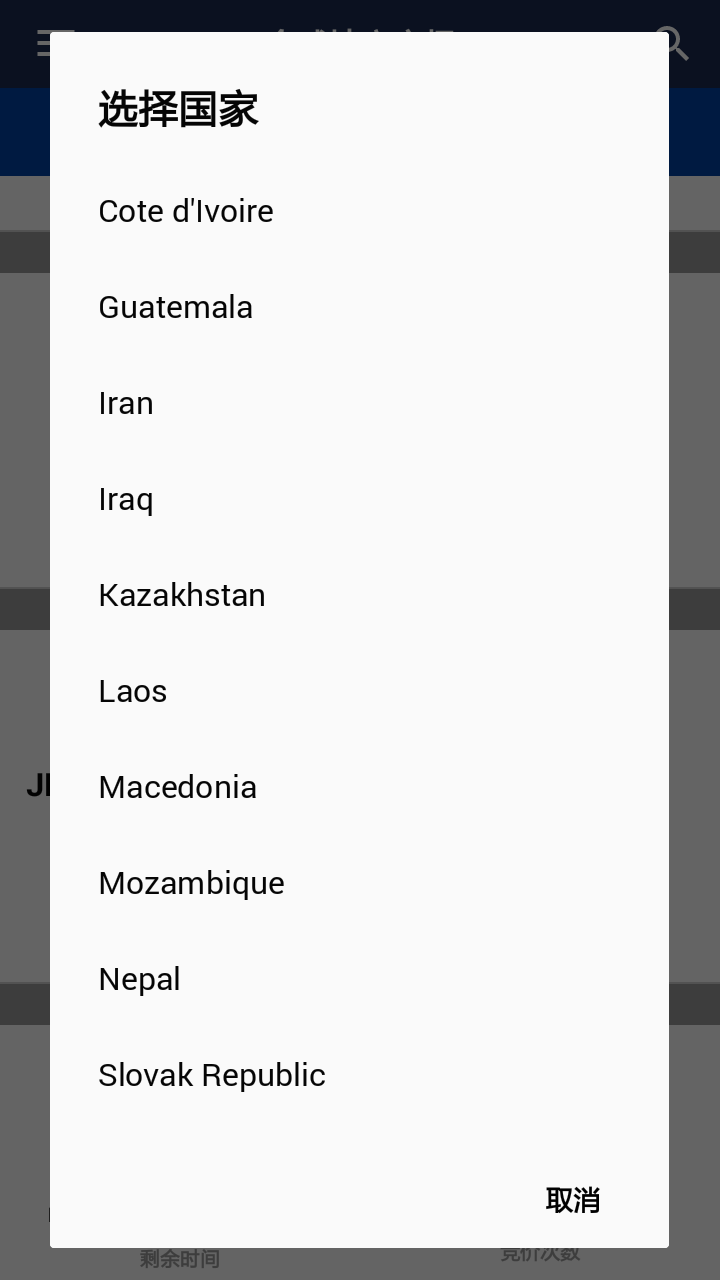 选择国家
Cote d'Ivoire
Guatemala
Iran
Iraq
Kazakhstan
Laos
Macedonia
Mozambique
Nepal
Slovak Republic
取消
剩余时间
竞价次数